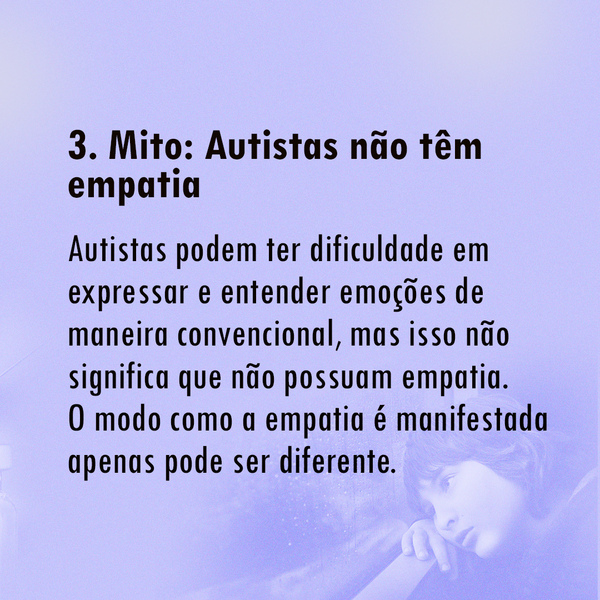 3. Mito: Autistas não têm
empatia
Autistas podem ter dificuldade em
expressar e entender emoções de
maneira convencional, mas isso não
significa que não possuam empatia.
O modo como a empatia é manifestada
apenas pode ser diferente.